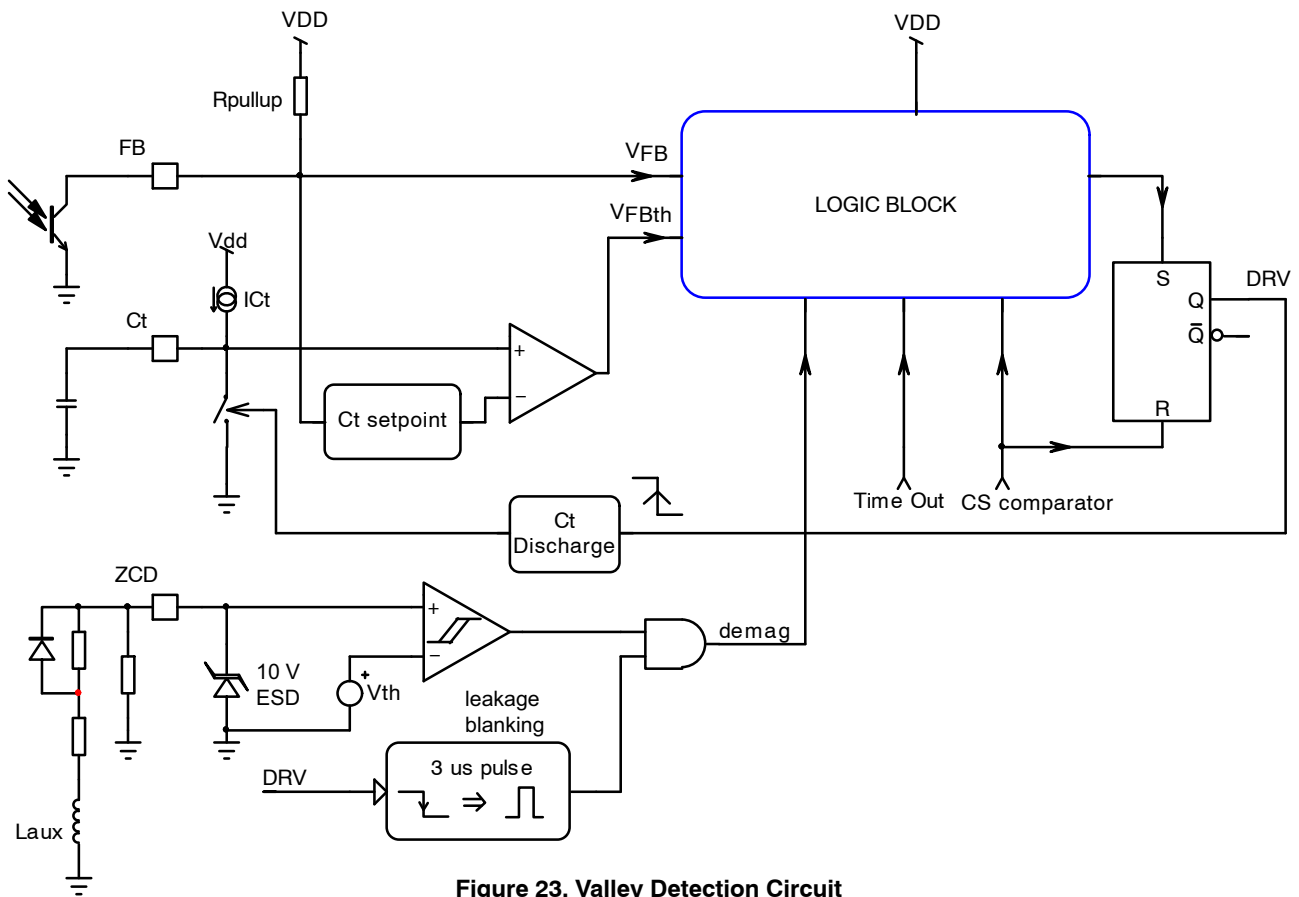 VDD
VDD
Rpullup
FB
VFB
LOGIC BLOCK
VFBth
Vdd
ICt
S
DRV
Q
Q̅
Ct
+
−
Ct setpoint
R
Time Out
CS comparator
Ct
Discharge
ZCD
+
−
demag
10 V
ESD
+
Vth
leakage
blanking
3 us pulse
DRV
Laux
Figure 23. Valley Detection Circuit